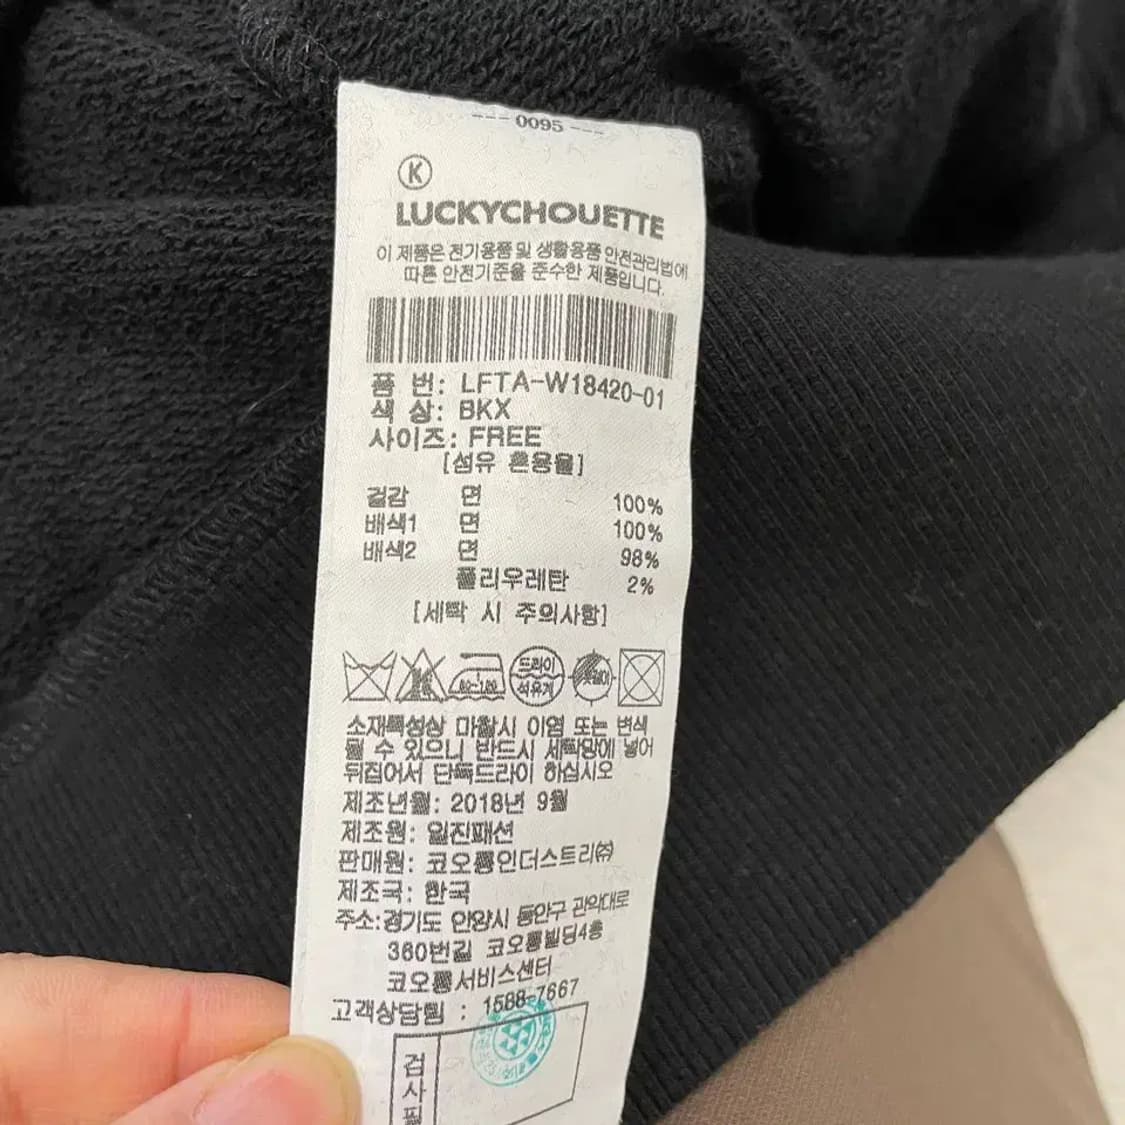 --- 0095 ---
K
LUCKYCHOUETTE
이 제품은 전기용품 및 생활용품 안전관리법에
따른 안전기준을 준수한 제품입니다.
품 번: LFTA-W18420-01
색 상: BKX
사이즈: FREE
[섬유 혼용율]
겉감 면 100%
배색1 면 100%
배색2 면 98%
폴리우레탄 2%
[세탁 시 주의사항]
드라이
석유계
소재특성상 마찰시 이염 또는 변색
될 수 있으니 반드시 세탁망에 넣어
뒤집어서 단독드라이 하십시오
제조년월: 2018년 9월
제조원: 일진패션
판매원: 코오롱인더스트리㈜
제조국: 한국
주소:경기도 안양시 동안구 관악대로
360번길 코오롱빌딩4층
코오롱서비스센터
고객상담팀 : 1588-7667
검사필